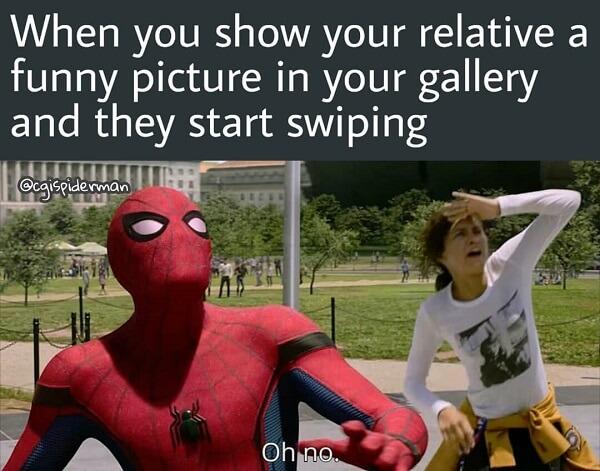 When you show your relative a
funny picture in your gallery
and they start swiping
@cgispiderman
Oh no.